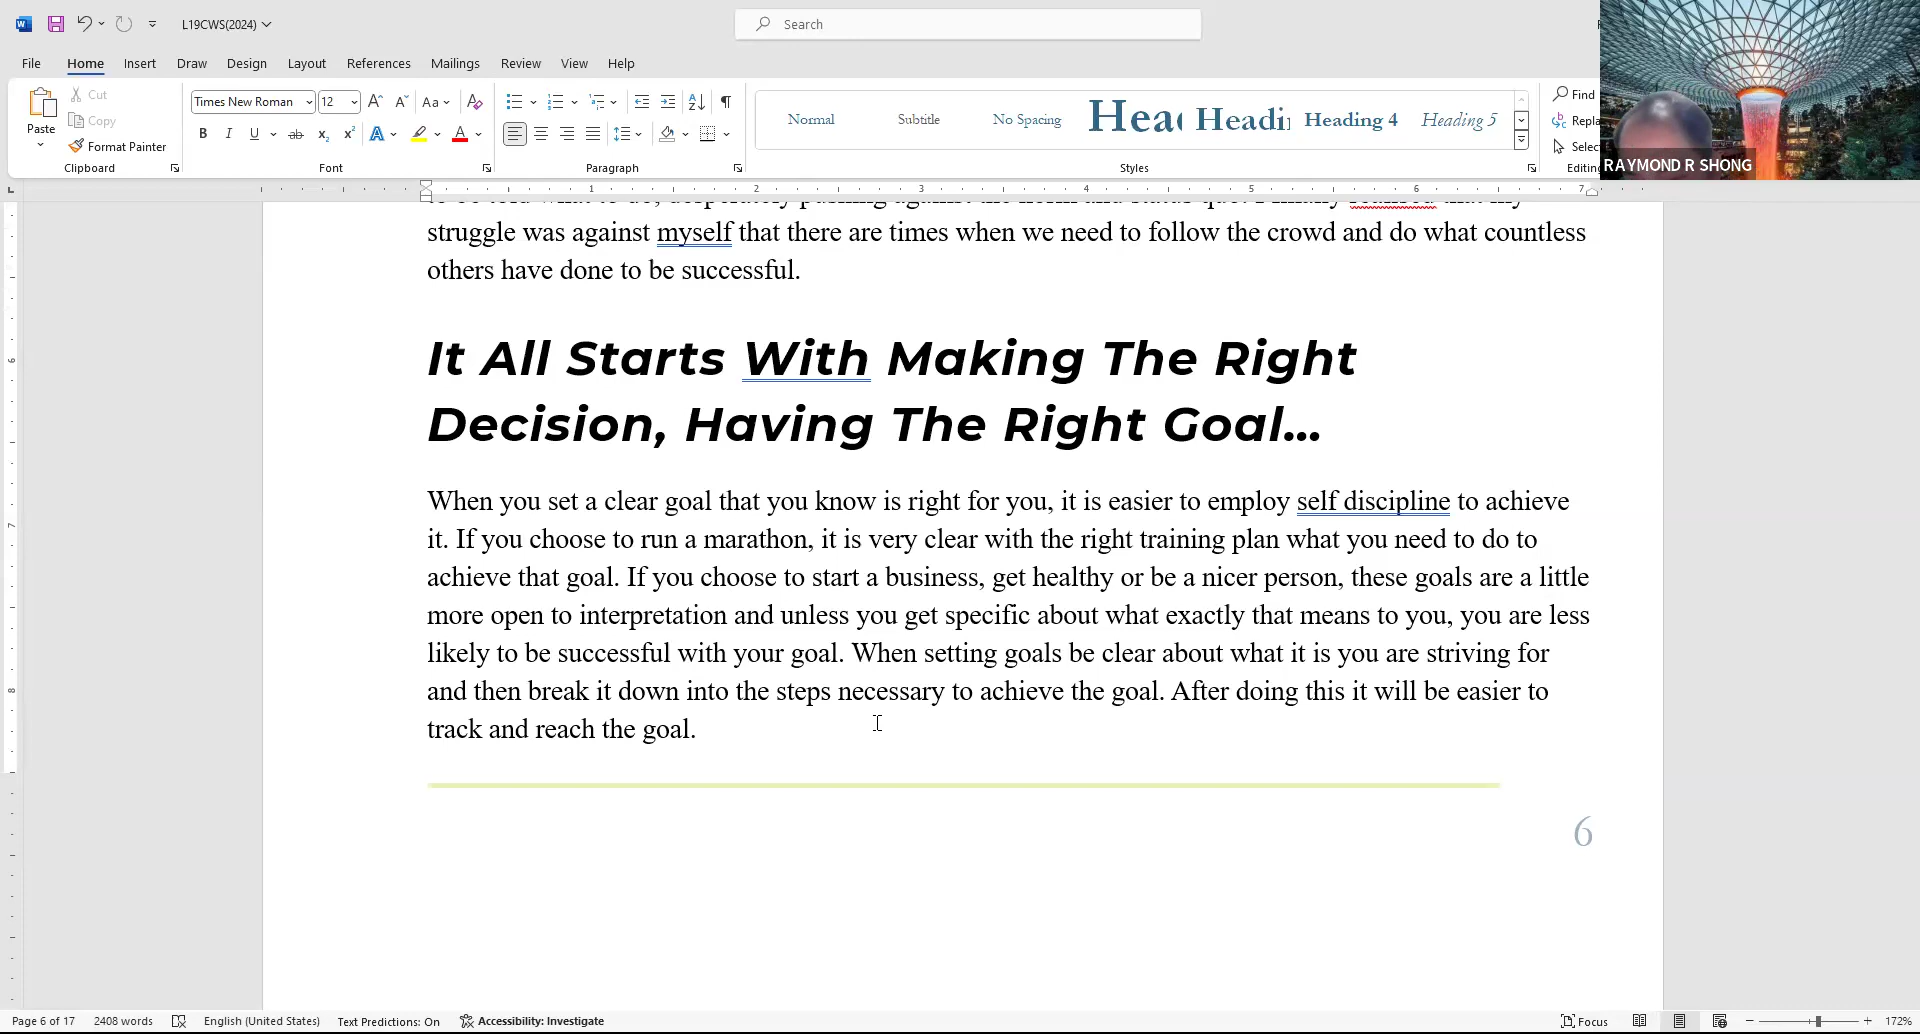 L19CWS(2024)
Search
File Home Insert Draw Design Layout References Mailings Review View Help
Paste
Cut
Copy
Format Painter
Clipboard
Times New Roman 12 Aa
B I U ab x₂ x² A A
Font
Paragraph
Normal Subtitle No Spacing Heading 4 Heading 5
Styles
Find
Editing
RAYMOND R SHONG
1 2 3 4 5 6 7
struggle was against myself that there are times when we need to follow the crowd and do what countless
others have done to be successful.
It All Starts With Making The Right
Decision, Having The Right Goal...
When you set a clear goal that you know is right for you, it is easier to employ self discipline to achieve
it. If you choose to run a marathon, it is very clear with the right training plan what you need to do to
achieve that goal. If you choose to start a business, get healthy or be a nicer person, these goals are a little
more open to interpretation and unless you get specific about what exactly that means to you, you are less
likely to be successful with your goal. When setting goals be clear about what it is you are striving for
and then break it down into the steps necessary to achieve the goal. After doing this it will be easier to
track and reach the goal.
6
Page 6 of 17 2408 words English (United States) Text Predictions: On Accessibility: Investigate Focus 172%